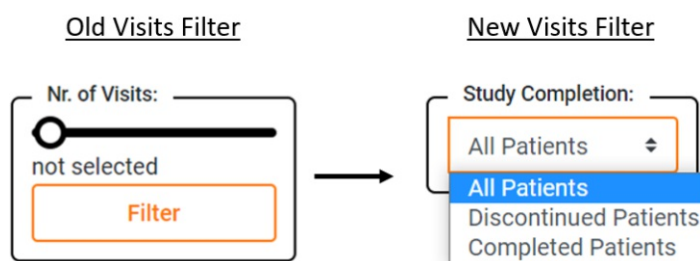 Old Visits Filter
Nr. of Visits:
not selected
Filter
New Visits Filter
Study Completion:
All Patients
All Patients
Discontinued Patients
Completed Patients